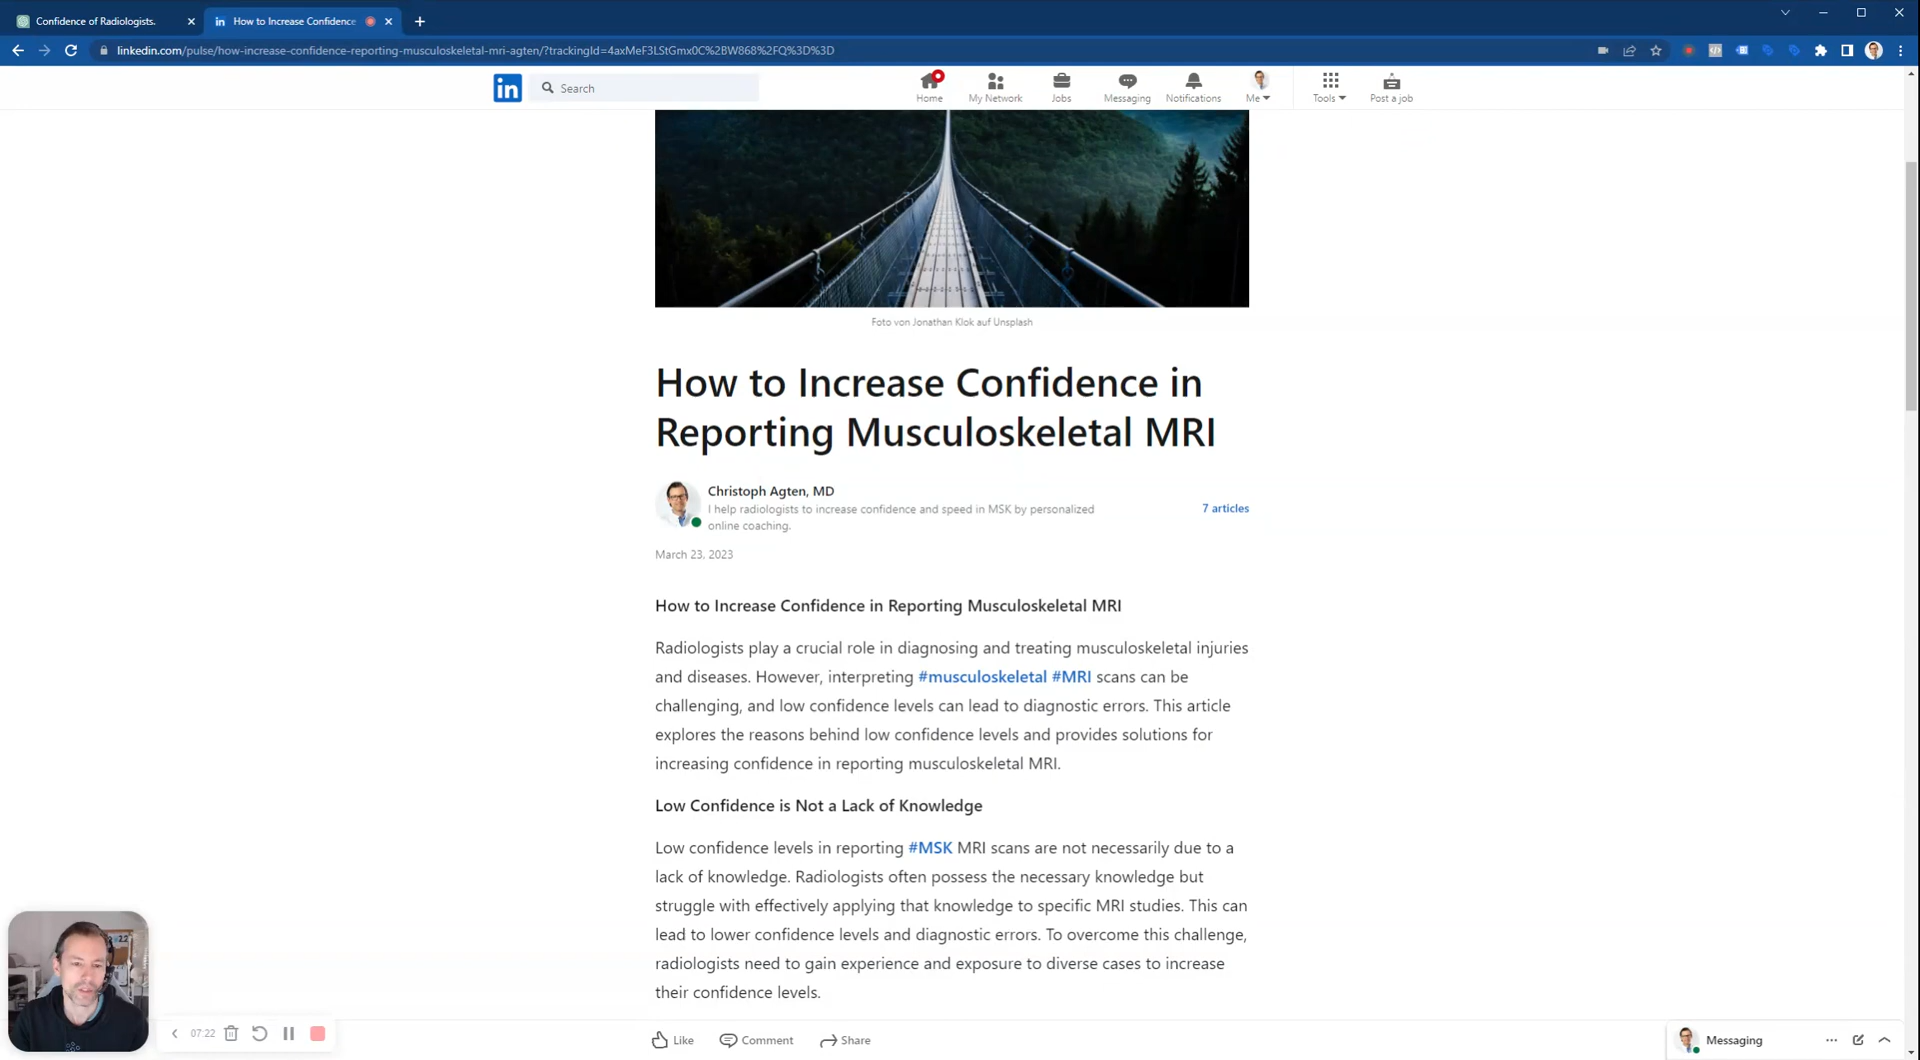 Confidence of Radiologists.
How to Increase Confidence
linkedin.com/pulse/how-increase-confidence-reporting-musculoskeletal-mri-agten/?trackingId=4axMeF3LStGmx0C%2BW868%2FQ%3D%3D
in
Search
Home
My Network
Jobs
Messaging
Notifications
Me
Tools
Post a job
Foto von Jonathan Klok auf Unsplash
How to Increase Confidence in
Reporting Musculoskeletal MRI
Christoph Agten, MD
I help radiologists to increase confidence and speed in MSK by personalized
online coaching.
7 articles
March 23, 2023
How to Increase Confidence in Reporting Musculoskeletal MRI
Radiologists play a crucial role in diagnosing and treating musculoskeletal injuries
and diseases. However, interpreting #musculoskeletal #MRI scans can be
challenging, and low confidence levels can lead to diagnostic errors. This article
explores the reasons behind low confidence levels and provides solutions for
increasing confidence in reporting musculoskeletal MRI.
Low Confidence is Not a Lack of Knowledge
Low confidence levels in reporting #MSK MRI scans are not necessarily due to a
lack of knowledge. Radiologists often possess the necessary knowledge but
struggle with effectively applying that knowledge to specific MRI studies. This can
lead to lower confidence levels and diagnostic errors. To overcome this challenge,
radiologists need to gain experience and exposure to diverse cases to increase
their confidence levels.
07:22
Like
Comment
Share
Messaging